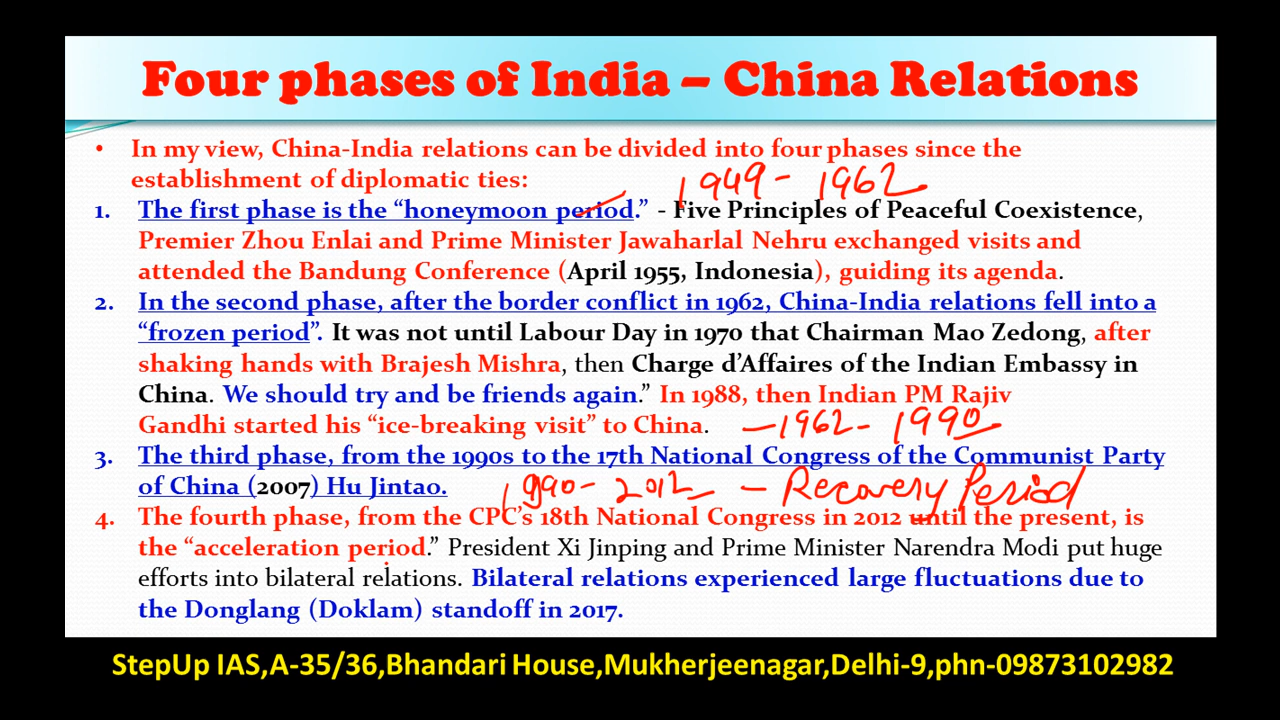 Four phases of India – China Relations
• In my view, China-India relations can be divided into four phases since the
establishment of diplomatic ties:
1949 - 1962
1. The first phase is the “honeymoon period.” - Five Principles of Peaceful Coexistence,
Premier Zhou Enlai and Prime Minister Jawaharlal Nehru exchanged visits and
attended the Bandung Conference (April 1955, Indonesia), guiding its agenda.
2. In the second phase, after the border conflict in 1962, China-India relations fell into a
“frozen period”. It was not until Labour Day in 1970 that Chairman Mao Zedong, after
shaking hands with Brajesh Mishra, then Charge d’Affaires of the Indian Embassy in
China. We should try and be friends again.” In 1988, then Indian PM Rajiv
Gandhi started his “ice-breaking visit” to China. — 1962 - 1990
3. The third phase, from the 1990s to the 17th National Congress of the Communist Party
of China (2007) Hu Jintao. 1990 - 2012 — Recovery Period
4. The fourth phase, from the CPC’s 18th National Congress in 2012 until the present, is
the “acceleration period.” President Xi Jinping and Prime Minister Narendra Modi put huge
efforts into bilateral relations. Bilateral relations experienced large fluctuations due to
the Donglang (Doklam) standoff in 2017.
StepUp IAS,A-35/36,Bhandari House,Mukherjeenagar,Delhi-9,phn-09873102982